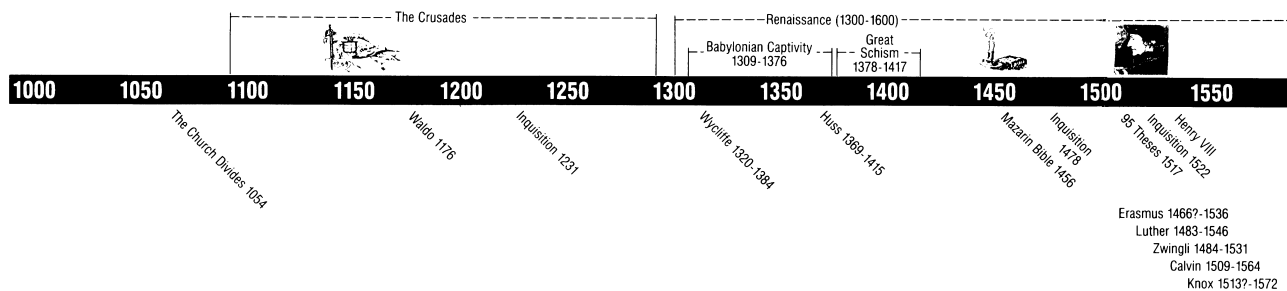 The Crusades
Renaissance (1300-1600)
Babylonian Captivity
1309-1376
Great
Schism
1378-1417
1000 1050 1100 1150 1200 1250 1300 1350 1400 1450 1500 1550
The Church Divides 1054
Waldo 1176
Inquisition 1231
Wycliffe 1320-1384
Huss 1369-1415
Mazarin Bible 1456
Inquisition
1478
95 Theses 1517
Inquisition 1522
Henry VIII
Erasmus 1466?-1536
Luther 1483-1546
Zwingli 1484-1531
Calvin 1509-1564
Knox 1513?-1572